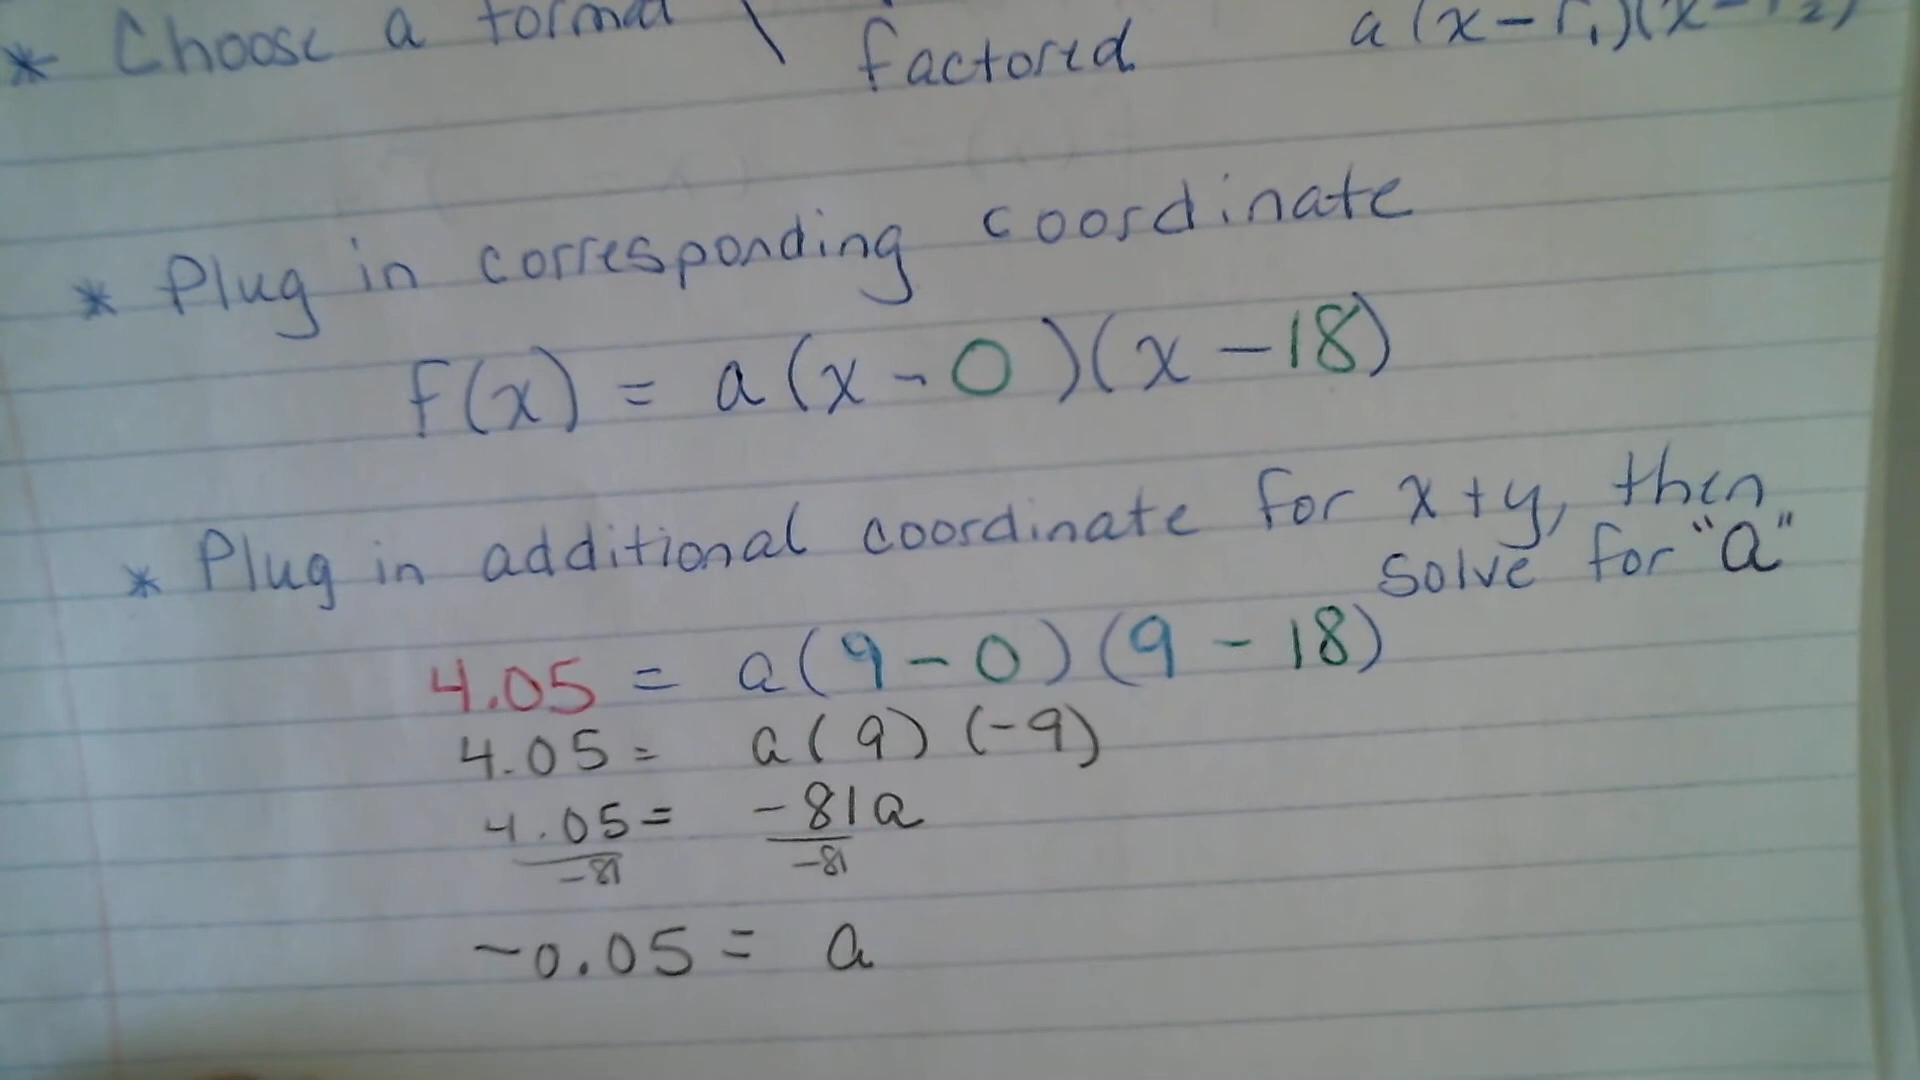 * Choose a format \ factored a(x-r₁)(x-r₂)
* Plug in corresponding coordinate
f(x) = a(x-0)(x-18)
* Plug in additional coordinate for x+y, then
solve for "a"
4.05 = a(9-0)(9-18)
4.05 = a(9)(-9)
4.05 = -81a
-81 -81
-0.05 = a